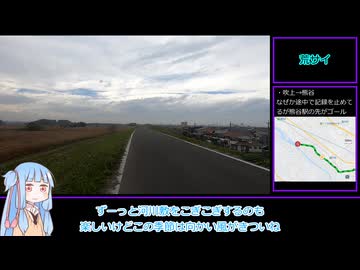 荒サイ
・吹上→熊谷
なぜか途中で記録を止めて
るが熊谷駅の先がゴール
ずーっと河川敷をこぎこぎするのも
楽しいけどこの季節は向かい風がきついね